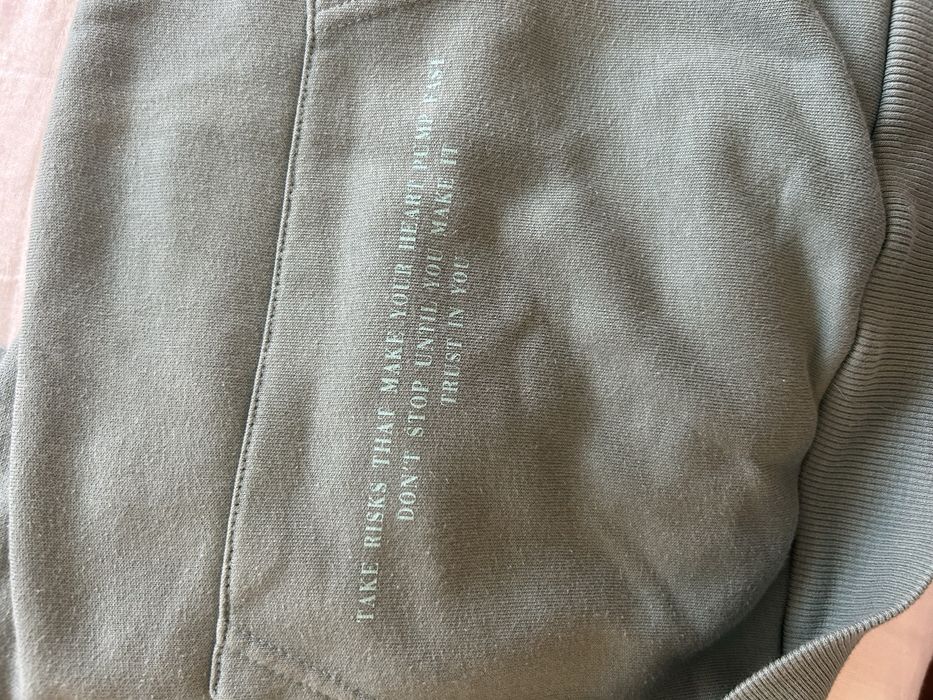 TAKE RISKS THAT MAKE YOUR HEART PUMP FAST
DON'T STOP UNTIL YOU MAKE IT
TRUST IN YOU